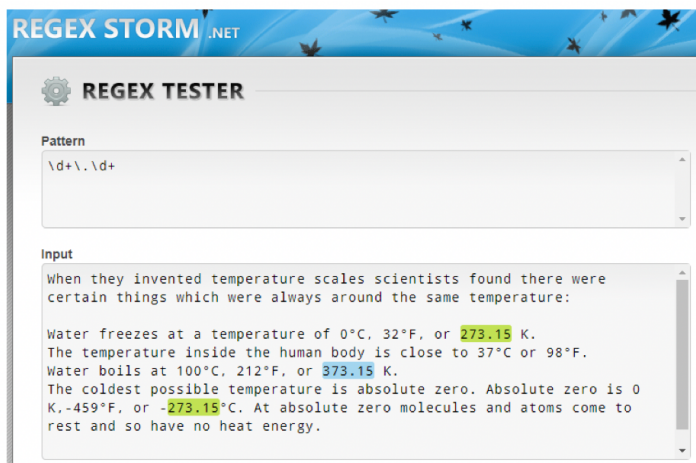 REGEX STORM .NET
REGEX TESTER
Pattern
\d+\.\d+
Input
When they invented temperature scales scientists found there were
certain things which were always around the same temperature:
Water freezes at a temperature of 0°C, 32°F, or 273.15 K.
The temperature inside the human body is close to 37°C or 98°F.
Water boils at 100°C, 212°F, or 373.15 K.
The coldest possible temperature is absolute zero. Absolute zero is 0
K,-459°F, or -273.15°C. At absolute zero molecules and atoms come to
rest and so have no heat energy.